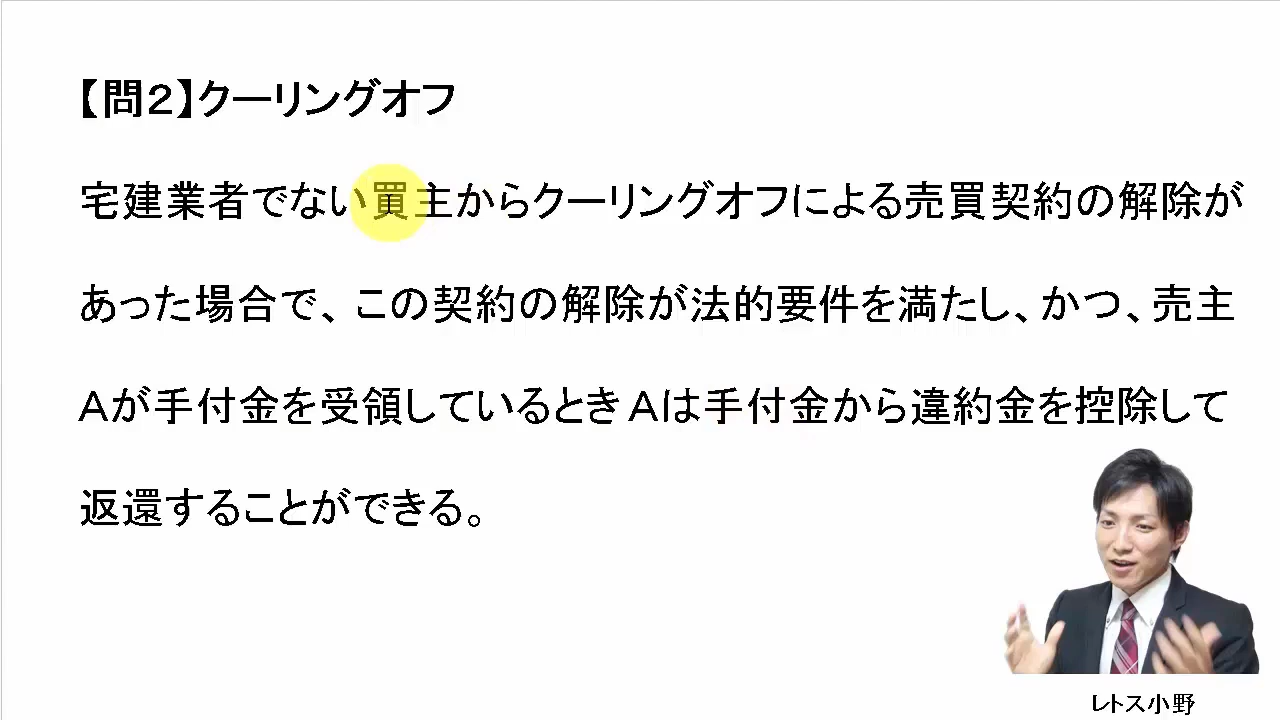 【問２】クーリングオフ
宅建業者でない買主からクーリングオフによる売買契約の解除が
あった場合で、この契約の解除が法的要件を満たし、かつ、売主
Ａが手付金を受領しているときＡは手付金から違約金を控除して
返還することができる。
レトス小野